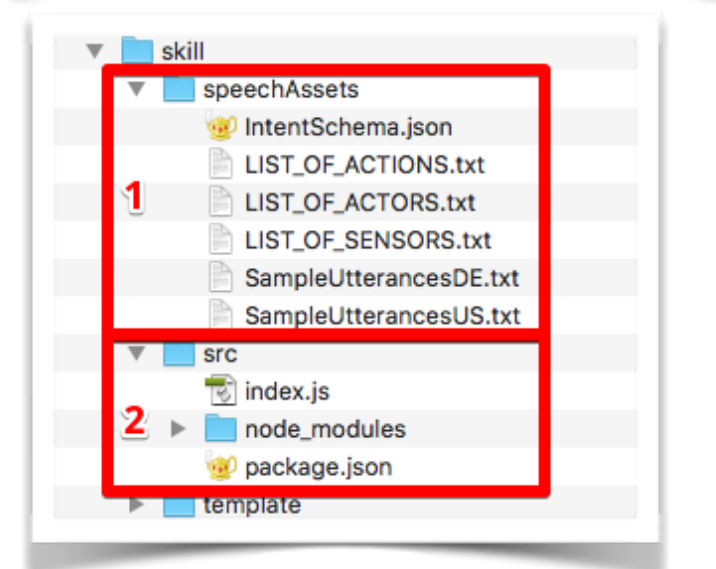 skill
speechAssets
IntentSchema.json
LIST_OF_ACTIONS.txt
1
LIST_OF_ACTORS.txt
LIST_OF_SENSORS.txt
SampleUtterancesDE.txt
SampleUtterancesUS.txt
src
index.js
2
node_modules
package.json
template